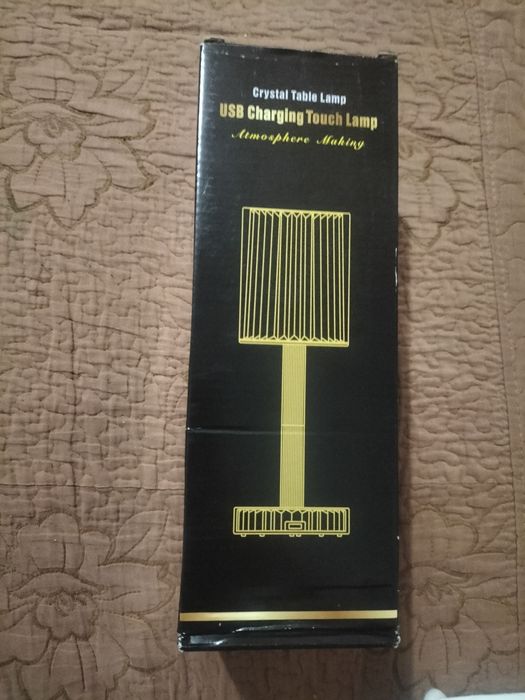 Crystal Table Lamp
USB Charging Touch Lamp
Atmosphere Making